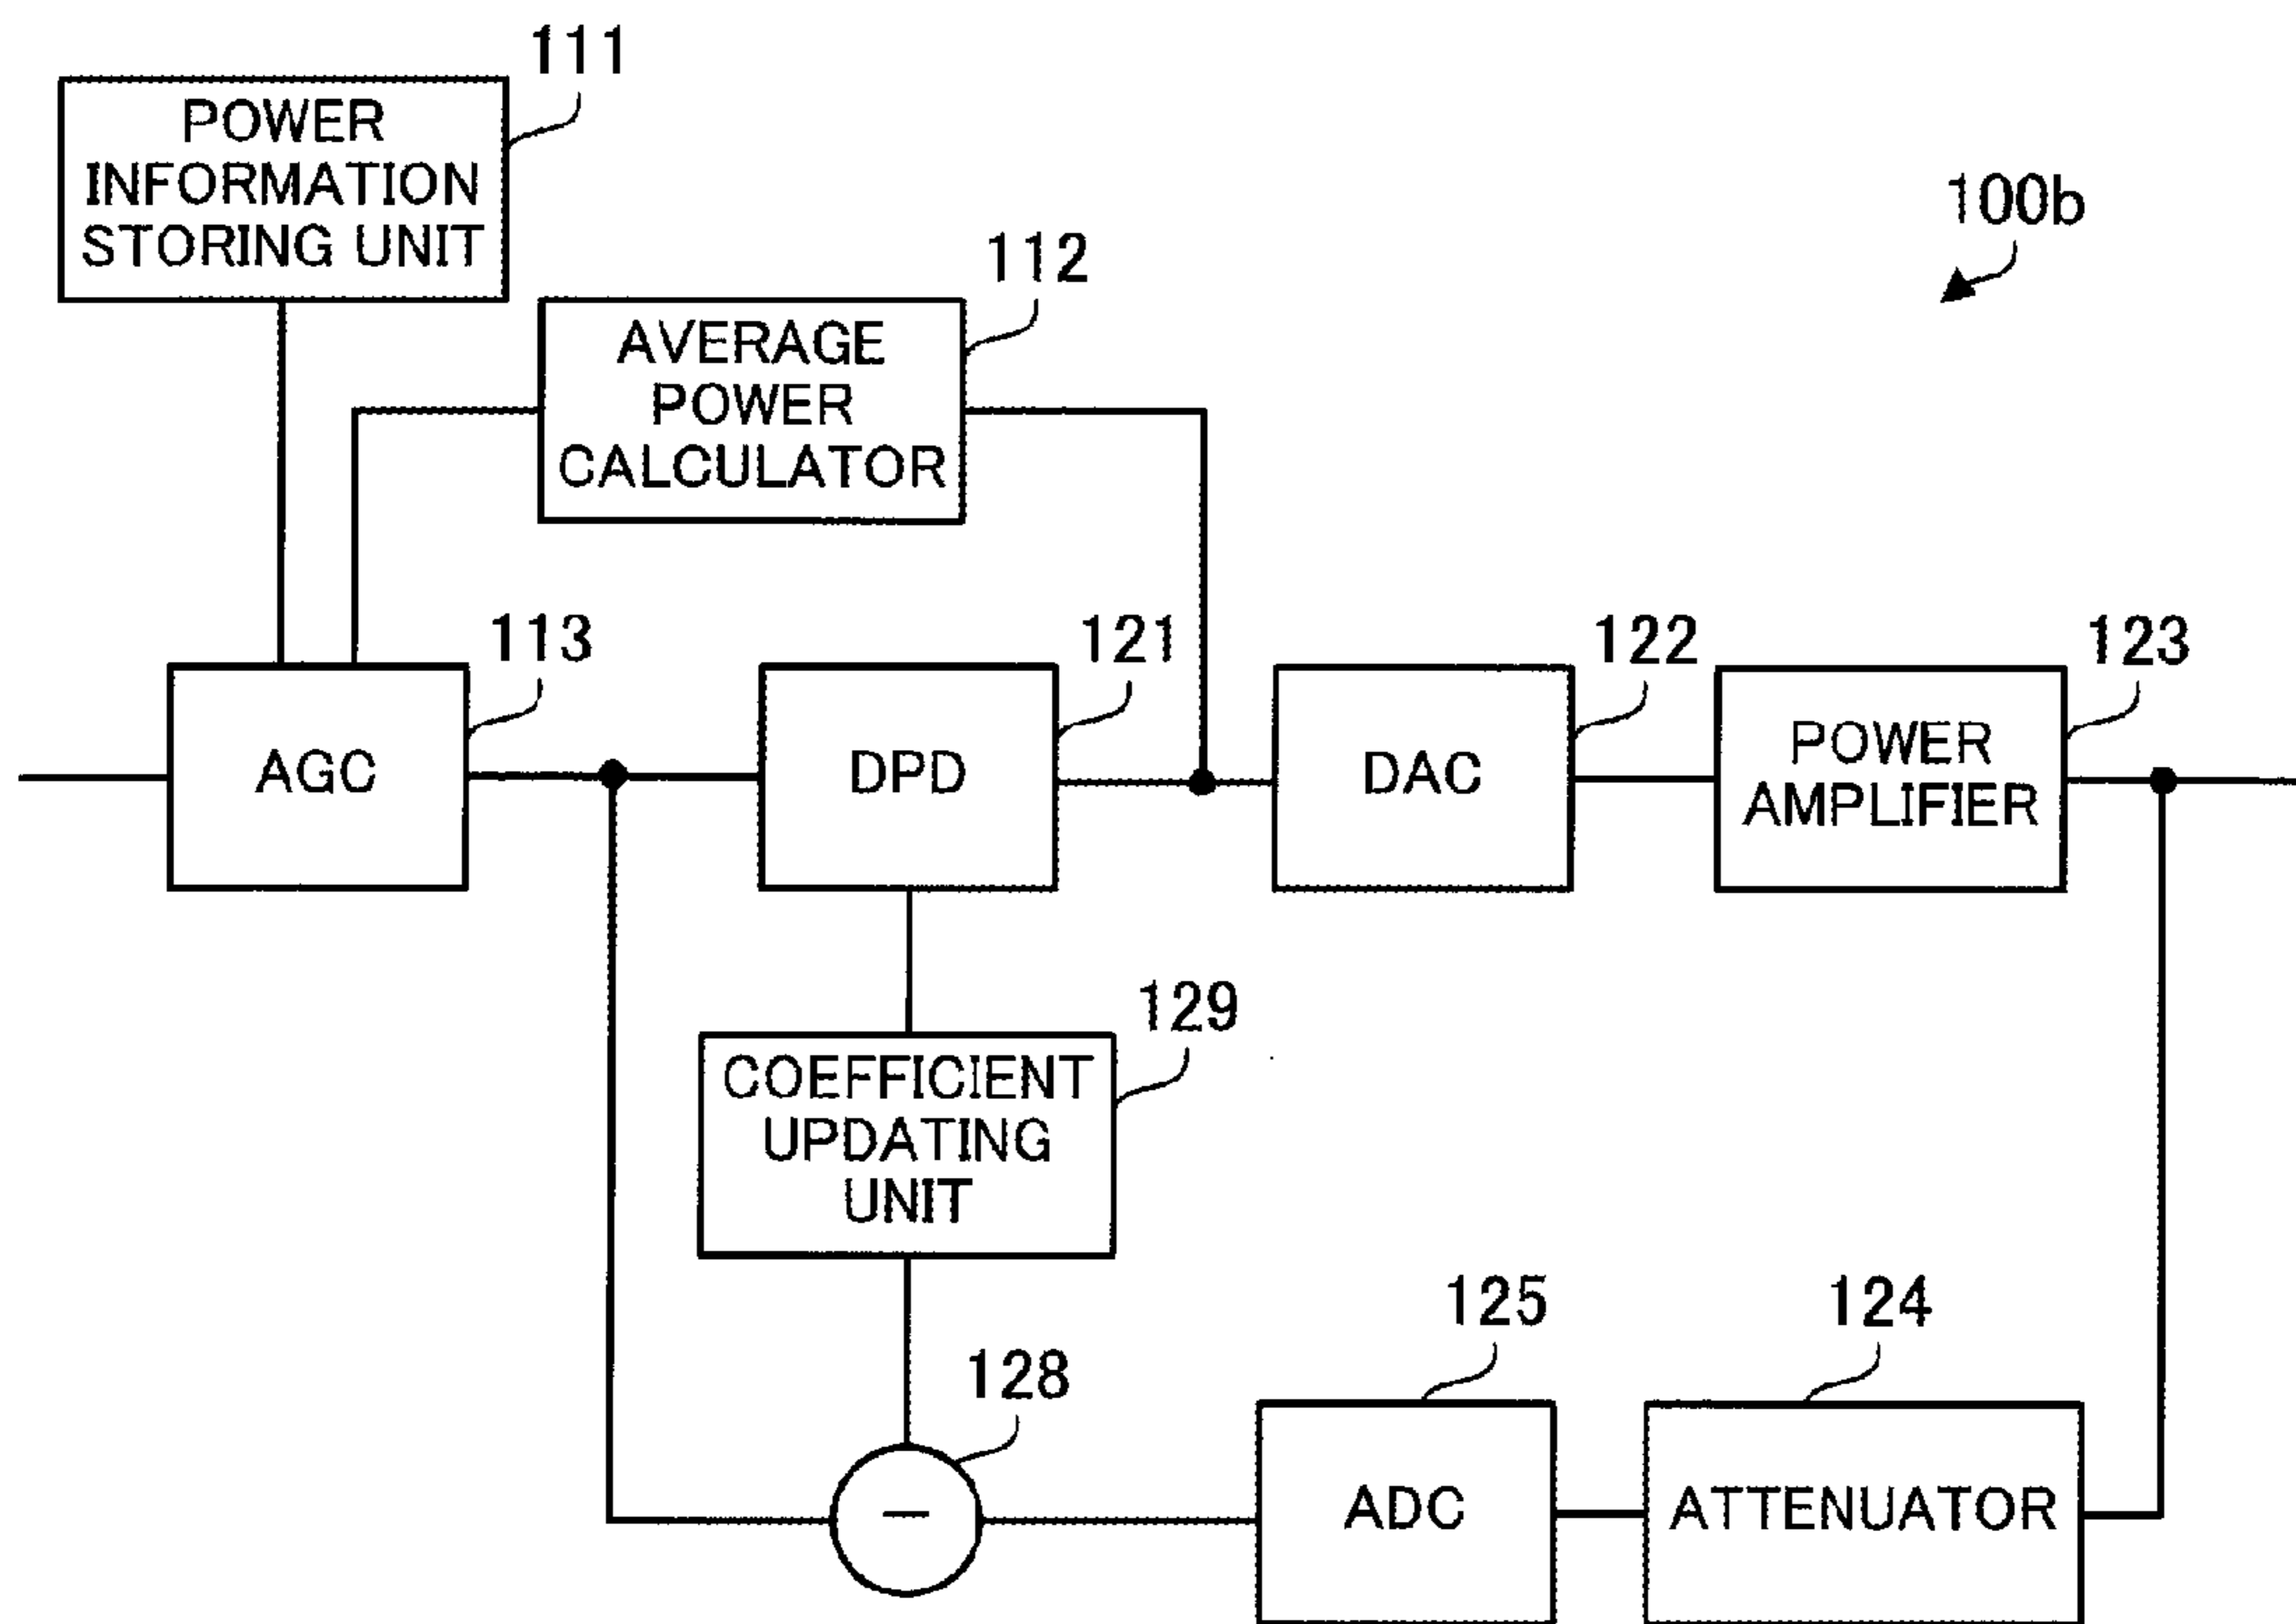 111
POWER
INFORMATION
STORING UNIT
100b
112
AVERAGE
POWER
CALCULATOR
113
121
122
123
AGC
DPD
DAC
POWER
AMPLIFIER
129
COEFFICIENT
UPDATING
UNIT
125
124
128
−
ADC
ATTENUATOR